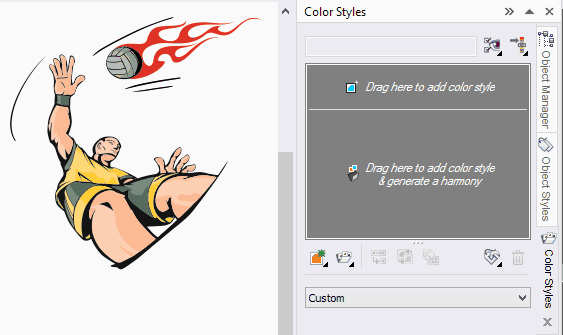 Color Styles
Drag here to add color style
Drag here to add color style
& generate a harmony
Custom
Object Manager
Object Styles
Color Styles